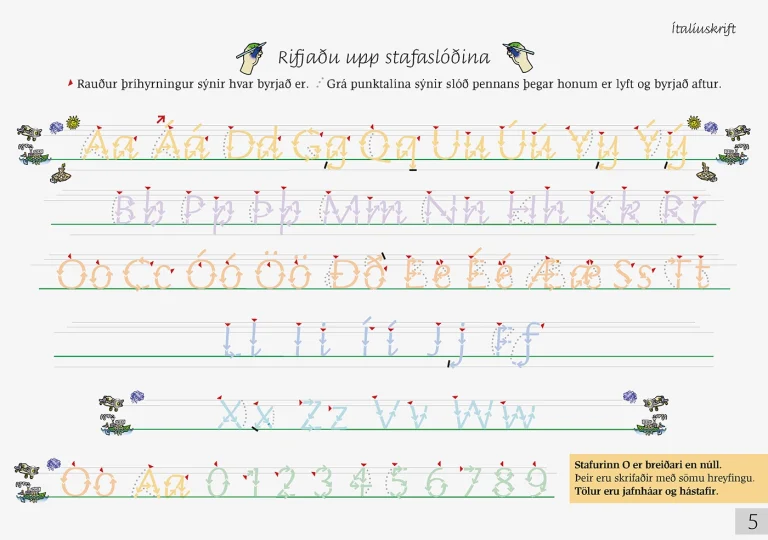 Ítalíuskrift
Rifjaðu upp stafaslóðina
Rauður þríhyrningur sýnir hvar byrjað er. Grá punktalína sýnir slóð pennans þegar honum er lyft og byrjað aftur.
Aa Áá Dd Gg Qq Uu Úú Yy Ýý
Bb Pp Þþ Mm Nn Hh Kk Rr
Oo Cc Óó Öö Ðð Ee Éé Ææ Ss Tt
Ll Ii Íí Jj Ff
Xx Zz Vv Ww
Oo Aa 0 1 2 3 4 5 6 7 8 9
Stafurinn O er breiðari en núll.
Þeir eru skrifaðir með sömu hreyfingu.
Tölur eru jafnháar og hástafir.
5